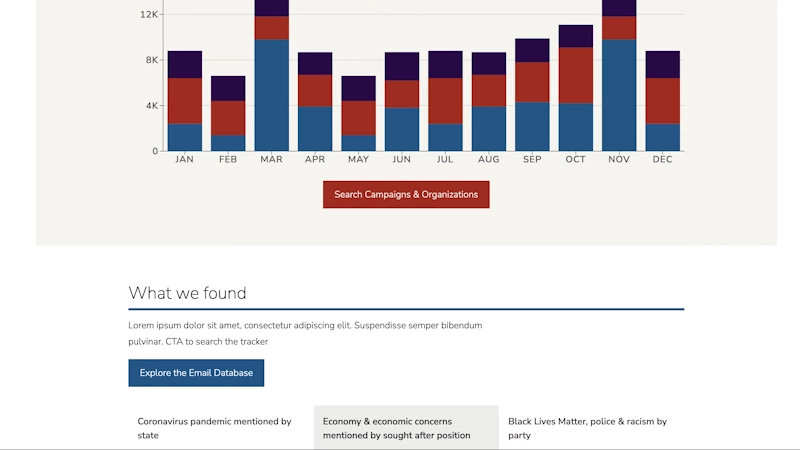 12K
8K
4K
0
JAN FEB MAR APR MAY JUN JUL AUG SEP OCT NOV DEC
Search Campaigns & Organizations
What we found
Lorem ipsum dolor sit amet, consectetur adipiscing elit. Suspendisse semper bibendum
pulvinar. CTA to search the tracker
Explore the Email Database
Coronavirus pandemic mentioned by
state
Economy & economic concerns
mentioned by sought after position
Black Lives Matter, police & racism by
party